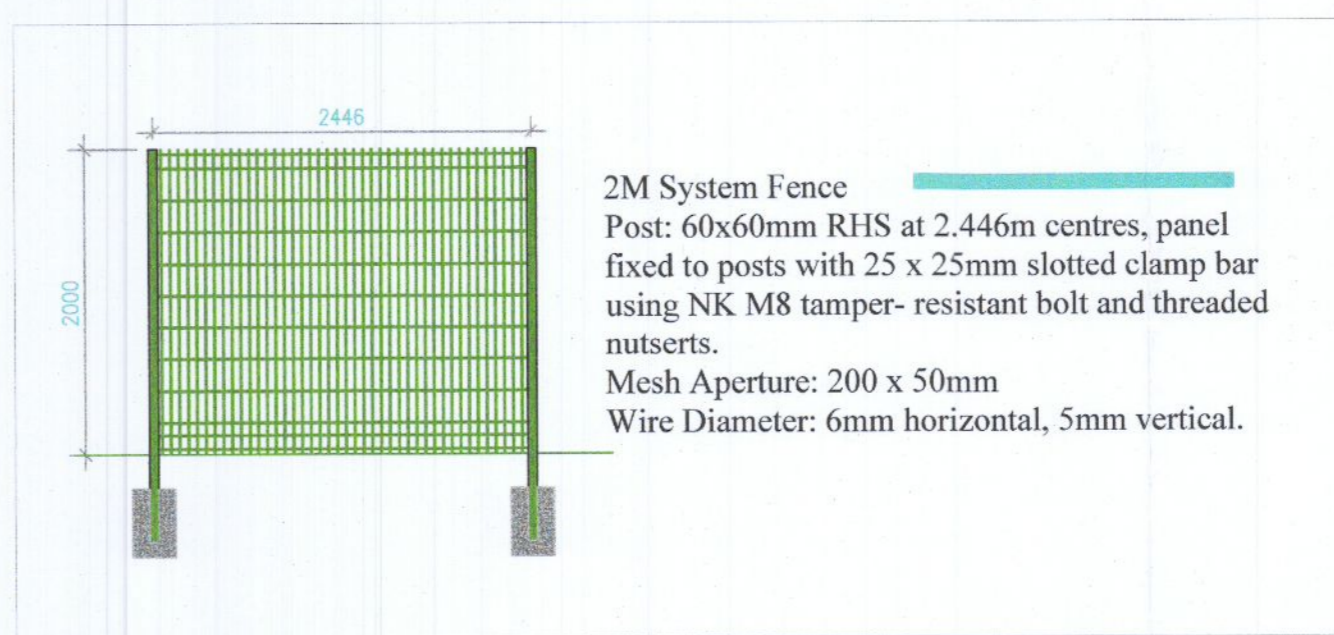 2446
2000
2M System Fence
Post: 60x60mm RHS at 2.446m centres, panel
fixed to posts with 25 x 25mm slotted clamp bar
using NK M8 tamper- resistant bolt and threaded
nutserts.
Mesh Aperture: 200 x 50mm
Wire Diameter: 6mm horizontal, 5mm vertical.